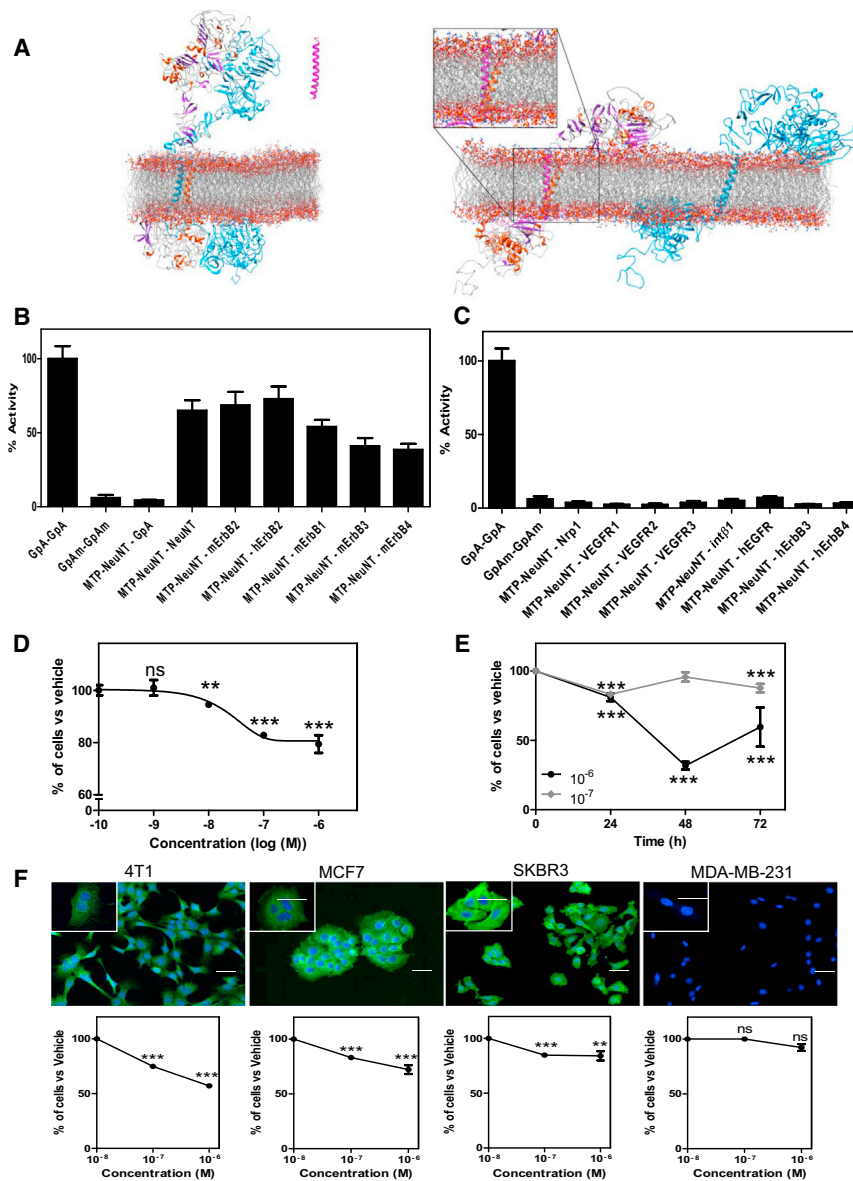 A
B
% Activity
100
50
0
GpA-GpA
GpAm-GpAm
MTP-NeuNT - GpA
MTP-NeuNT - NeuNT
MTP-NeuNT - mErbB2
MTP-NeuNT - hErbB2
MTP-NeuNT - mErbB1
MTP-NeuNT - mErbB3
MTP-NeuNT - mErbB4
C
% Activity
100
50
0
GpA-GpA
GpAm-GpAm
MTP-NeuNT - Nrp1
MTP-NeuNT - VEGFR1
MTP-NeuNT - VEGFR2
MTP-NeuNT - VEGFR3
MTP-NeuNT - intβ1
MTP-NeuNT - hEGFR
MTP-NeuNT - hErbB3
MTP-NeuNT - hErbB4
D
% of cells vs vehicle
100
80
60
0
ns
**
***
***
-10 -9 -8 -7 -6
Concentration (log (M))
E
% of cells vs vehicle
100
50
0
***
***
***
***
***
10⁻⁶
10⁻⁷
0 24 48 72
Time (h)
F
4T1 MCF7 SKBR3 MDA-MB-231
% of cells vs Vehicle
100
50
0
***
***
10⁻⁸ 10⁻⁷ 10⁻⁶
Concentration (M)
% of cells vs Vehicle
100
50
0
***
***
10⁻⁸ 10⁻⁷ 10⁻⁶
Concentration (M)
% of cells vs Vehicle
100
50
0
***
**
10⁻⁸ 10⁻⁷ 10⁻⁶
Concentration (M)
% of cells vs Vehicle
100
50
0
ns
ns
10⁻⁸ 10⁻⁷ 10⁻⁶
Concentration (M)